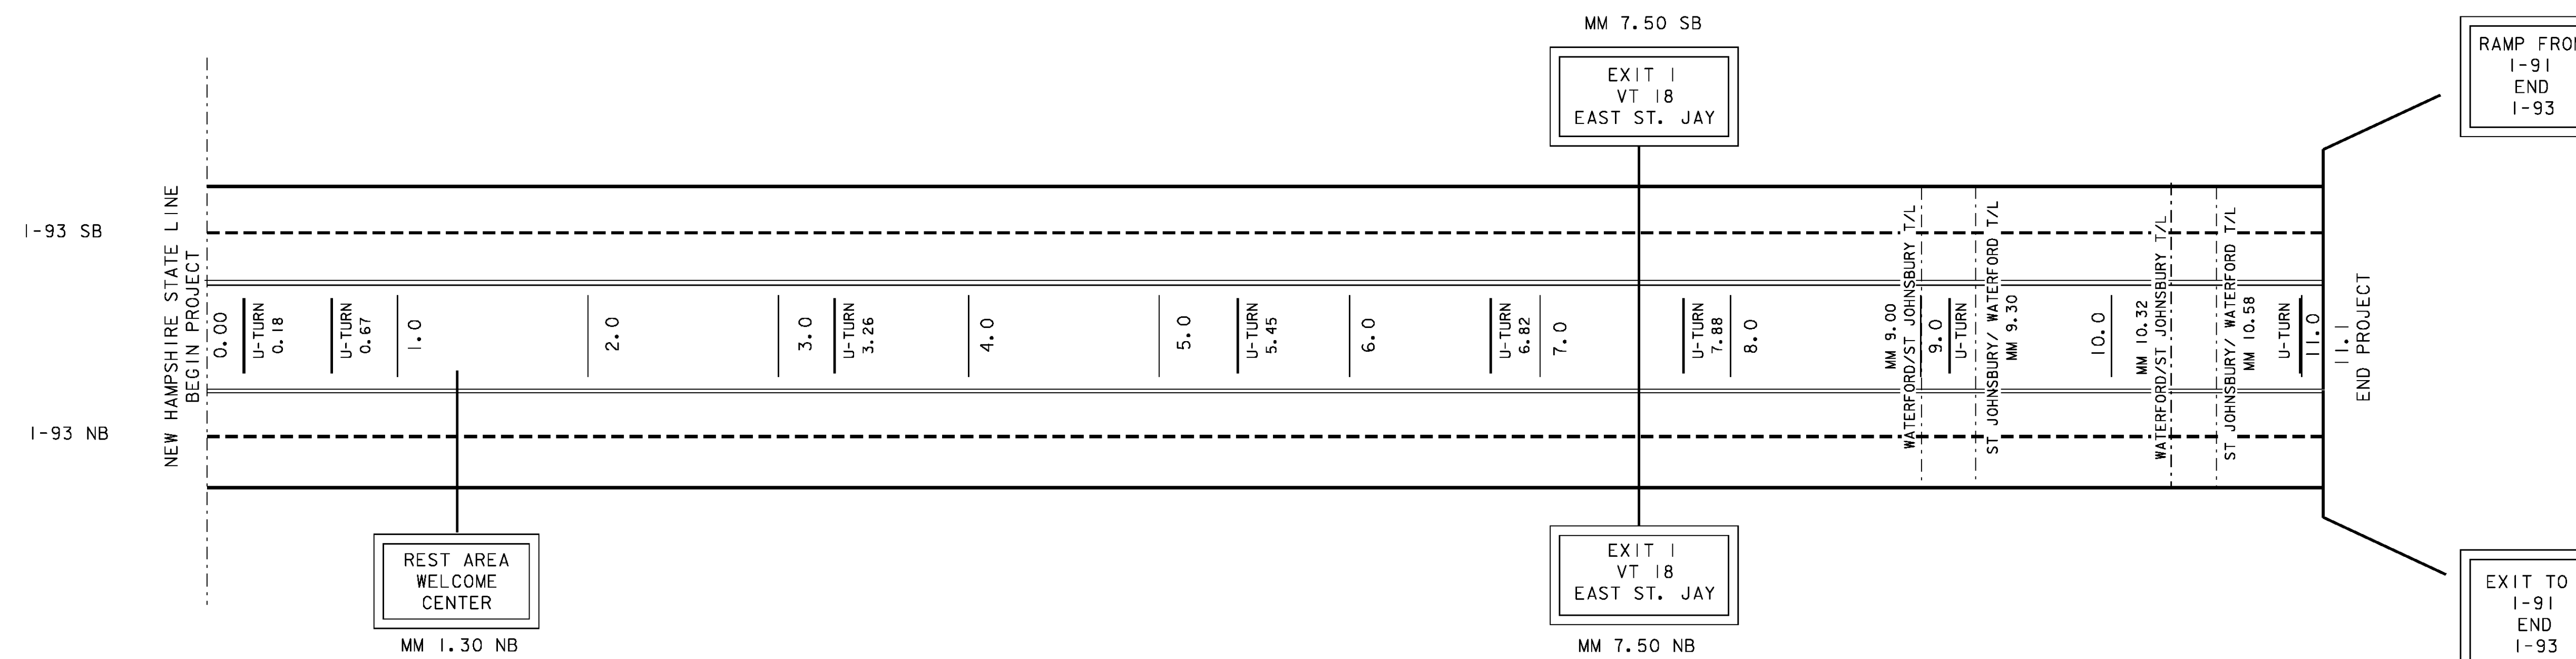 MM 7.50 SB
EXIT 1
VT 18
EAST ST. JAY
RAMP FROM
I-91
END
I-93
I-93 SB
I-93 NB
NEW HAMPSHIRE STATE LINE
BEGIN PROJECT
0.00
U-TURN
0.18
U-TURN
0.67
1.0
2.0
3.0
U-TURN
3.26
4.0
5.0
U-TURN
5.45
6.0
U-TURN
6.82
7.0
U-TURN
7.88
8.0
MM 9.00
WATERFORD/ST JOHNSBURY T/L
9.0
U-TURN
ST JOHNSBURY/ WATERFORD T/L
MM 9.30
10.0
MM 10.32
WATERFORD/ST JOHNSBURY T/L
ST JOHNSBURY/ WATERFORD T/L
MM 10.58
U-TURN
11.0
11.1
END PROJECT
REST AREA
WELCOME
CENTER
MM 1.30 NB
EXIT 1
VT 18
EAST ST. JAY
MM 7.50 NB
EXIT TO
I-91
END
I-93